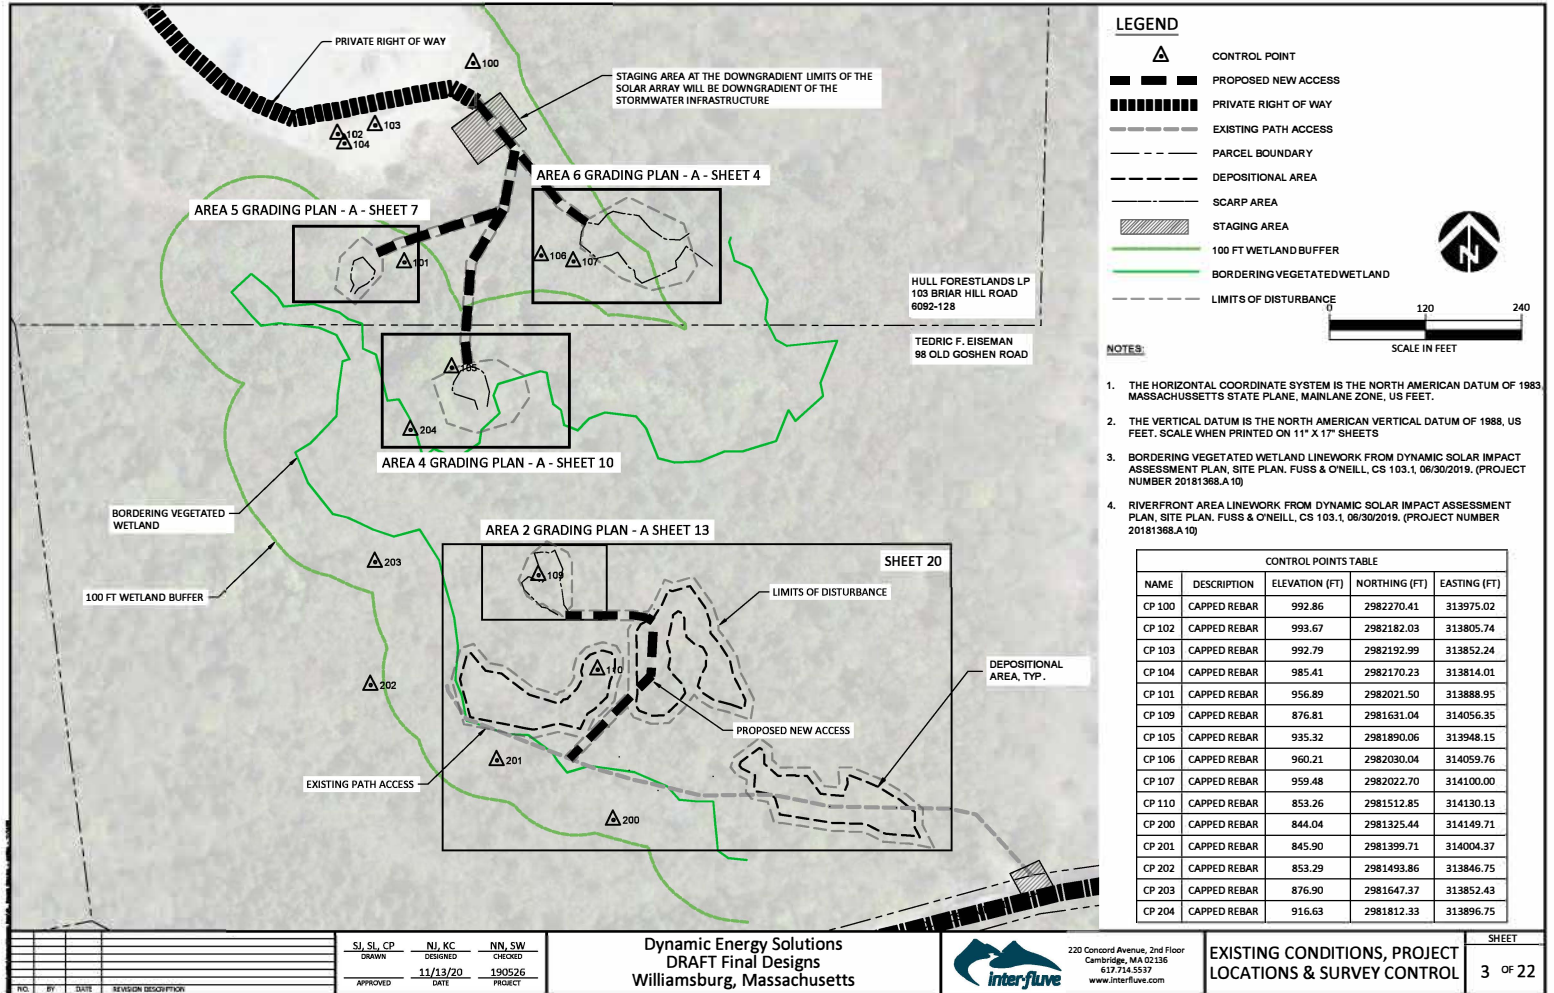 PRIVATE RIGHT OF WAY
100
STAGING AREA AT THE DOWNGRADIENT LIMITS OF THE
SOLAR ARRAY WILL BE DOWNGRADIENT OF THE
STORMWATER INFRASTRUCTURE
102
103
104
AREA 6 GRADING PLAN - A - SHEET 4
AREA 5 GRADING PLAN - A - SHEET 7
101
106
107
HULL FORESTLANDS LP
103 BRIAR HILL ROAD
6092-128
TEDRIC F. EISEMAN
98 OLD GOSHEN ROAD
105
204
AREA 4 GRADING PLAN - A - SHEET 10
BORDERING VEGETATED
WETLAND
AREA 2 GRADING PLAN - A SHEET 13
SHEET 20
203
109
100 FT WETLAND BUFFER
LIMITS OF DISTURBANCE
110
DEPOSITIONAL
AREA, TYP.
202
PROPOSED NEW ACCESS
201
EXISTING PATH ACCESS
200
LEGEND
CONTROL POINT
PROPOSED NEW ACCESS
PRIVATE RIGHT OF WAY
EXISTING PATH ACCESS
PARCEL BOUNDARY
DEPOSITIONAL AREA
SCARP AREA
STAGING AREA
100 FT WETLAND BUFFER
BORDERING VEGETATED WETLAND
LIMITS OF DISTURBANCE
N
0 120 240
SCALE IN FEET
NOTES:
1. THE HORIZONTAL COORDINATE SYSTEM IS THE NORTH AMERICAN DATUM OF 1983,
MASSACHUSSETTS STATE PLANE, MAINLANE ZONE, US FEET.
2. THE VERTICAL DATUM IS THE NORTH AMERICAN VERTICAL DATUM OF 1988, US
FEET. SCALE WHEN PRINTED ON 11" X 17" SHEETS
3. BORDERING VEGETATED WETLAND LINEWORK FROM DYNAMIC SOLAR IMPACT
ASSESSMENT PLAN, SITE PLAN. FUSS & O'NEILL, CS 103.1, 06/30/2019. (PROJECT
NUMBER 20181368.A10)
4. RIVERFRONT AREA LINEWORK FROM DYNAMIC SOLAR IMPACT ASSESSMENT
PLAN, SITE PLAN. FUSS & O'NEILL, CS 103.1, 06/30/2019. (PROJECT NUMBER
20181368.A10)
CONTROL POINTS TABLE
NAME DESCRIPTION ELEVATION (FT) NORTHING (FT) EASTING (FT)
CP 100 CAPPED REBAR 992.86 2982270.41 313975.02
CP 102 CAPPED REBAR 993.67 2982182.03 313805.74
CP 103 CAPPED REBAR 992.79 2982192.99 313852.24
CP 104 CAPPED REBAR 985.41 2982170.23 313814.01
CP 101 CAPPED REBAR 956.89 2982021.50 313888.95
CP 109 CAPPED REBAR 876.81 2981631.04 314056.35
CP 105 CAPPED REBAR 935.32 2981890.06 313948.15
CP 106 CAPPED REBAR 960.21 2982030.04 314059.76
CP 107 CAPPED REBAR 959.48 2982022.70 314100.00
CP 110 CAPPED REBAR 853.26 2981512.85 314130.13
CP 200 CAPPED REBAR 844.04 2981325.44 314149.71
CP 201 CAPPED REBAR 845.90 2981399.71 314004.37
CP 202 CAPPED REBAR 853.29 2981493.86 313846.75
CP 203 CAPPED REBAR 876.90 2981647.37 313852.43
CP 204 CAPPED REBAR 916.63 2981812.33 313896.75
NO. BY DATE REVISION DESCRIPTION
SJ, SL, CP NJ, KC NN, SW
DRAWN DESIGNED CHECKED
11/13/20 190526
APPROVED DATE PROJECT
Dynamic Energy Solutions
DRAFT Final Designs
Williamsburg, Massachusetts
inter-fluve
220 Concord Avenue, 2nd Floor
Cambridge, MA 02136
617.714.5537
www.interfluve.com
EXISTING CONDITIONS, PROJECT
LOCATIONS & SURVEY CONTROL
SHEET
3 OF 22